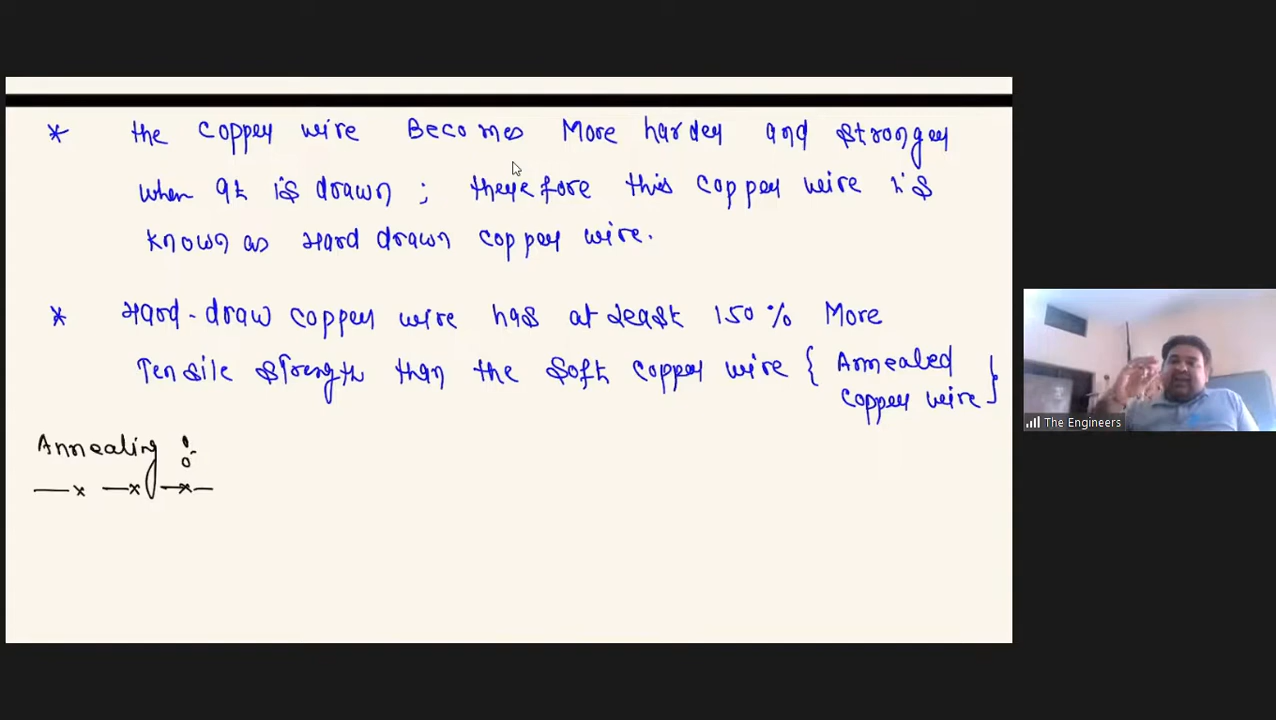 * the copper wire Becomes More harder and stronger
when it is drawn ; therefore this copper wire is
known as Hard drawn copper wire.
* Hard-draw copper wire has at least 150% More
Tensile strength than the soft copper wire { Annealed
copper wire }
Annealing :-
The Engineers